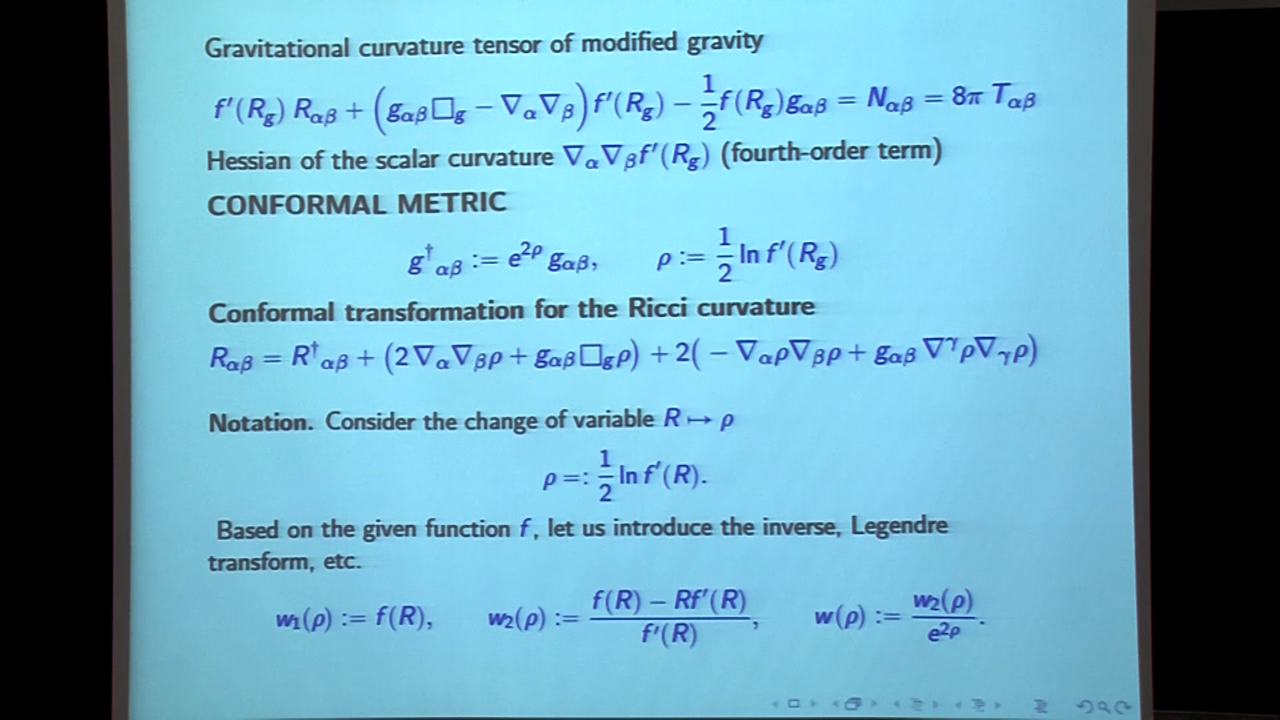 Gravitational curvature tensor of modified gravity
f′(R_g) R_αβ + (g_αβ □_g − ∇_α∇_β) f′(R_g) − 1/2 f(R_g) g_αβ = N_αβ = 8π T_αβ
Hessian of the scalar curvature ∇_α∇_β f′(R_g) (fourth-order term)
CONFORMAL METRIC
g†_αβ := e^{2ρ} g_αβ, ρ := 1/2 ln f′(R_g)
Conformal transformation for the Ricci curvature
R_αβ = R†_αβ + (2∇_α∇_βρ + g_αβ □_gρ) + 2( − ∇_αρ∇_βρ + g_αβ ∇^γρ∇_γρ)
Notation. Consider the change of variable R ↦ ρ
ρ =: 1/2 ln f′(R).
Based on the given function f, let us introduce the inverse, Legendre
transform, etc.
w₁(ρ) := f(R), w₂(ρ) := (f(R) − Rf′(R))/f′(R), w(ρ) := w₂(ρ)/e^{2ρ}.